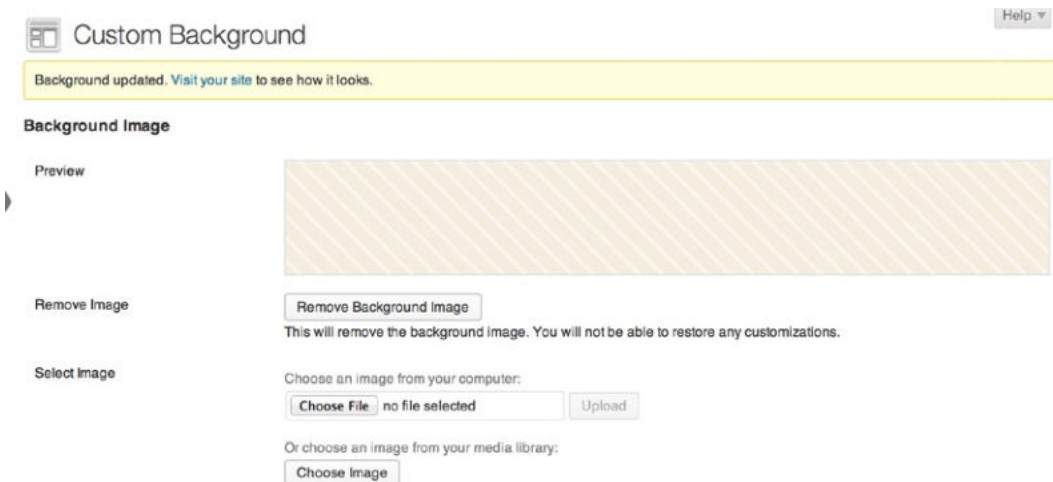 Help
Custom Background
Background updated. Visit your site to see how it looks.
Background Image
Preview
Remove Image
Remove Background Image
This will remove the background image. You will not be able to restore any customizations.
Select Image
Choose an image from your computer:
Choose File no file selected Upload
Or choose an image from your media library:
Choose Image